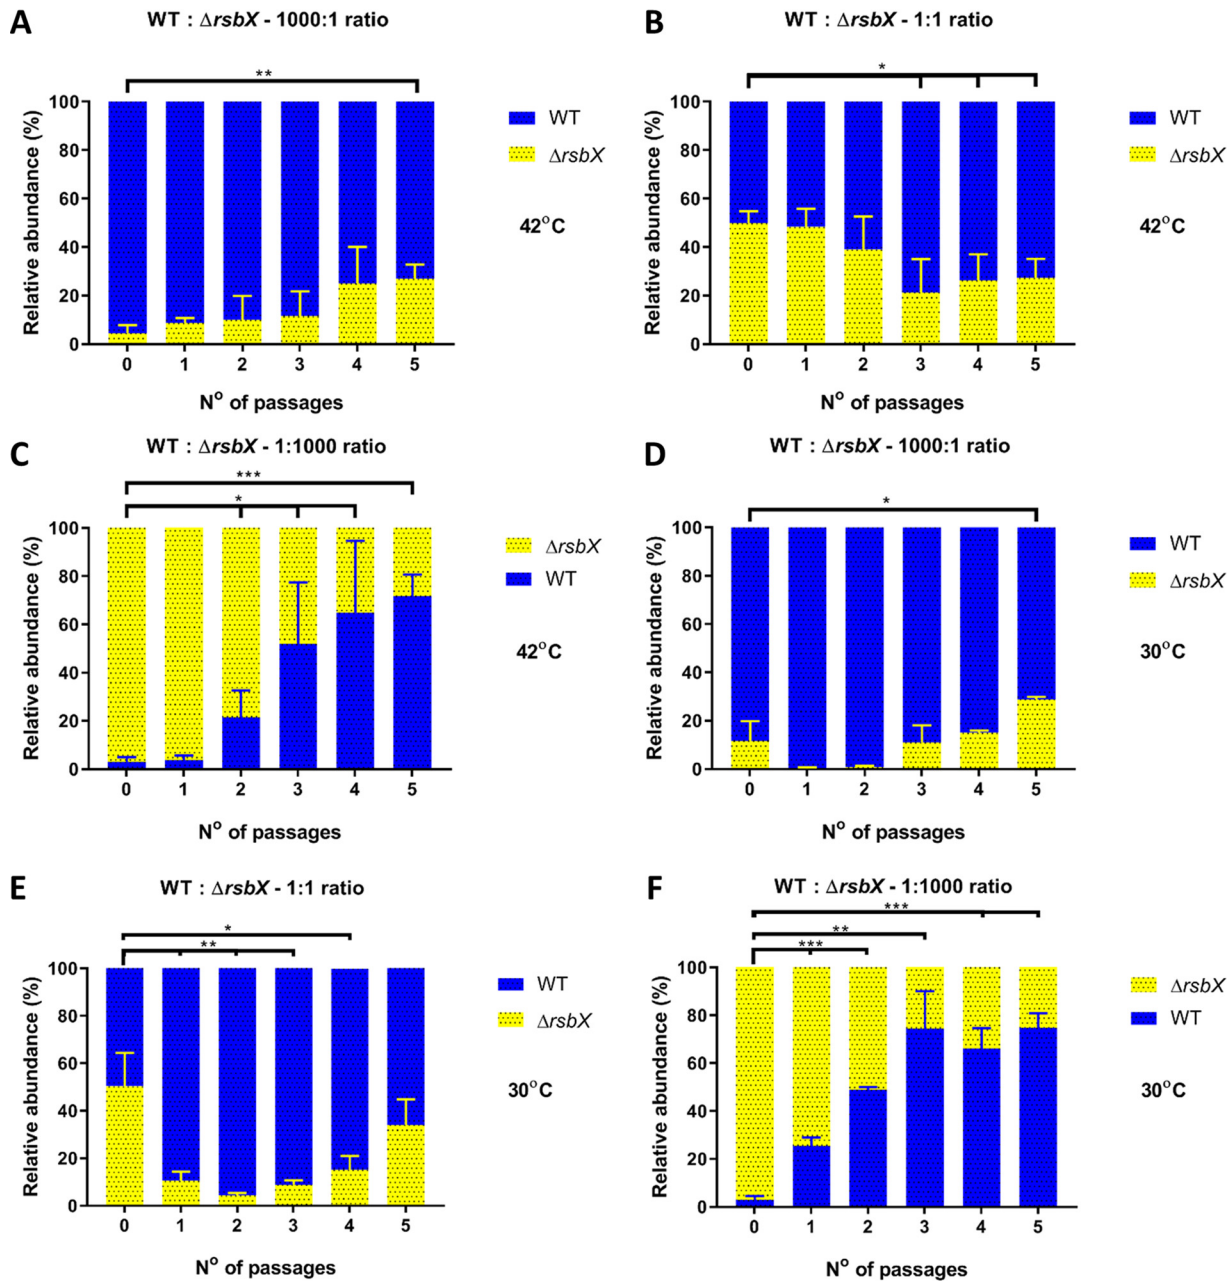 A
WT : ΔrsbX - 1000:1 ratio
**
Relative abundance (%)
100
80
60
40
20
0
0 1 2 3 4 5
Nº of passages
WT
ΔrsbX
42°C
B
WT : ΔrsbX - 1:1 ratio
*
Relative abundance (%)
100
80
60
40
20
0
0 1 2 3 4 5
Nº of passages
WT
ΔrsbX
42°C
C
WT : ΔrsbX - 1:1000 ratio
***
*
Relative abundance (%)
100
80
60
40
20
0
0 1 2 3 4 5
Nº of passages
ΔrsbX
WT
42°C
D
WT : ΔrsbX - 1000:1 ratio
*
Relative abundance (%)
100
80
60
40
20
0
0 1 2 3 4 5
Nº of passages
WT
ΔrsbX
30°C
E
WT : ΔrsbX - 1:1 ratio
*
**
Relative abundance (%)
100
80
60
40
20
0
0 1 2 3 4 5
Nº of passages
WT
ΔrsbX
30°C
F
WT : ΔrsbX - 1:1000 ratio
***
**
***
Relative abundance (%)
100
80
60
40
20
0
0 1 2 3 4 5
Nº of passages
ΔrsbX
WT
30°C